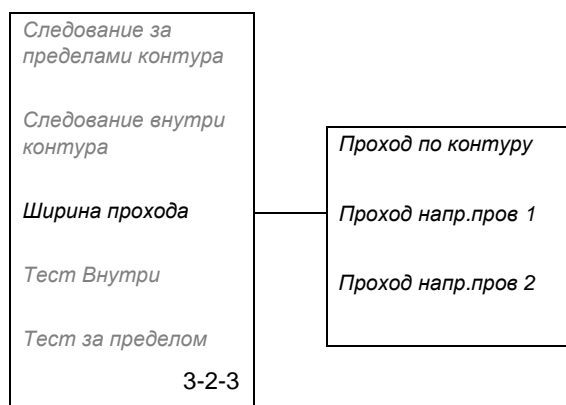 Следование за
пределами контура
Следование внутри
контура
Ширина прохода
Тест Внутри
Тест за пределом
3-2-3
Проход по контуру
Проход напр.пров 1
Проход напр.пров 2